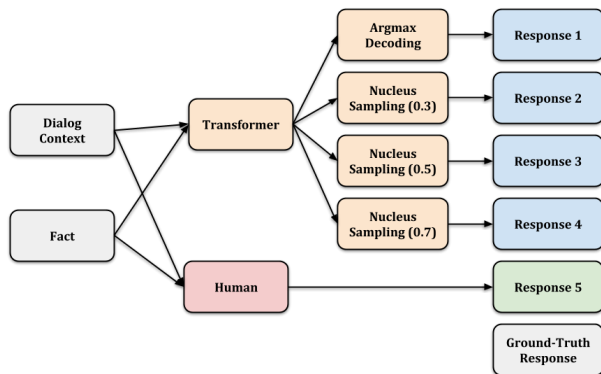 Argmax
Decoding
Response 1
Nucleus
Sampling (0.3)
Response 2
Dialog
Context
Transformer
Nucleus
Sampling (0.5)
Response 3
Fact
Nucleus
Sampling (0.7)
Response 4
Human
Response 5
Ground-Truth
Response